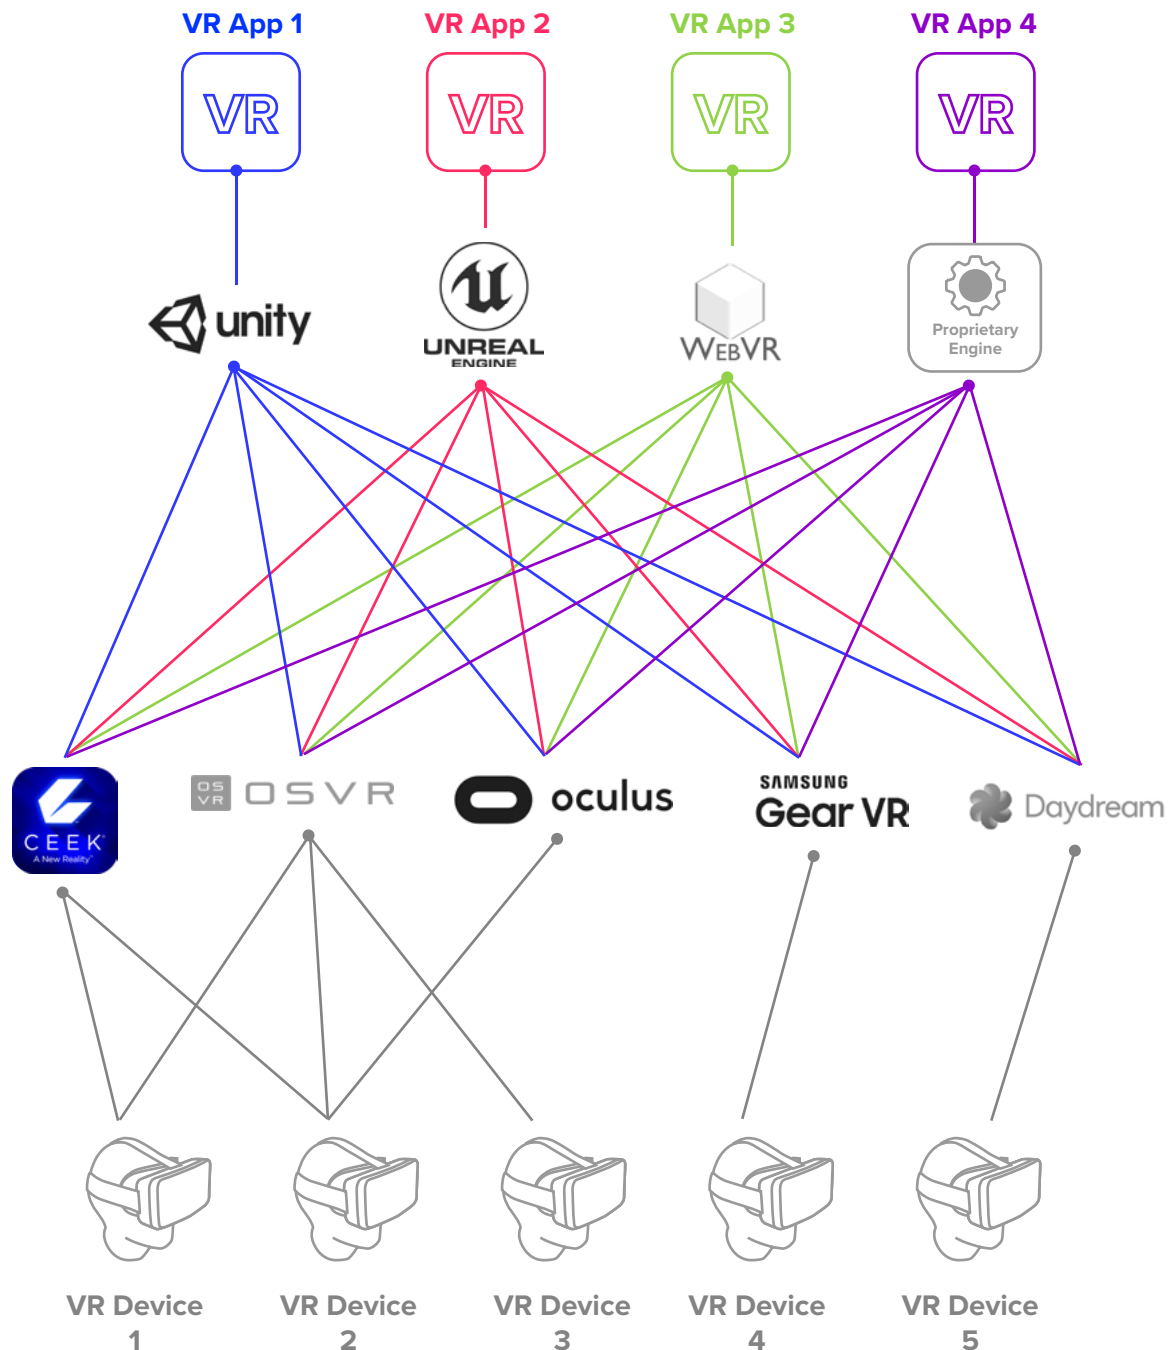 VR App 1
VR App 2
VR App 3
VR App 4
VR
VR
VR
VR
unity
UNREAL
ENGINE
WEBVR
Proprietary
Engine
CEEK
A New Reality™
OS
VR
OSVR
oculus
SAMSUNG
Gear VR
Daydream
VR Device
1
VR Device
2
VR Device
3
VR Device
4
VR Device
5